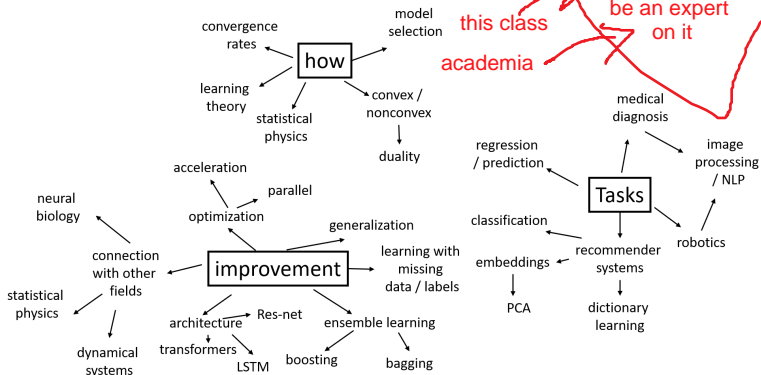 convergence
rates
model
selection
how
learning
theory
statistical
physics
convex /
nonconvex
duality
this class
academia
be an expert
on it
medical
diagnosis
regression
/ prediction
image
processing
/ NLP
Tasks
classification
robotics
recommender
systems
embeddings
PCA
dictionary
learning
acceleration
parallel
optimization
neural
biology
generalization
connection
with other
fields
improvement
learning with
missing
data / labels
statistical
physics
dynamical
systems
architecture
Res-net
transformers
LSTM
ensemble learning
boosting
bagging